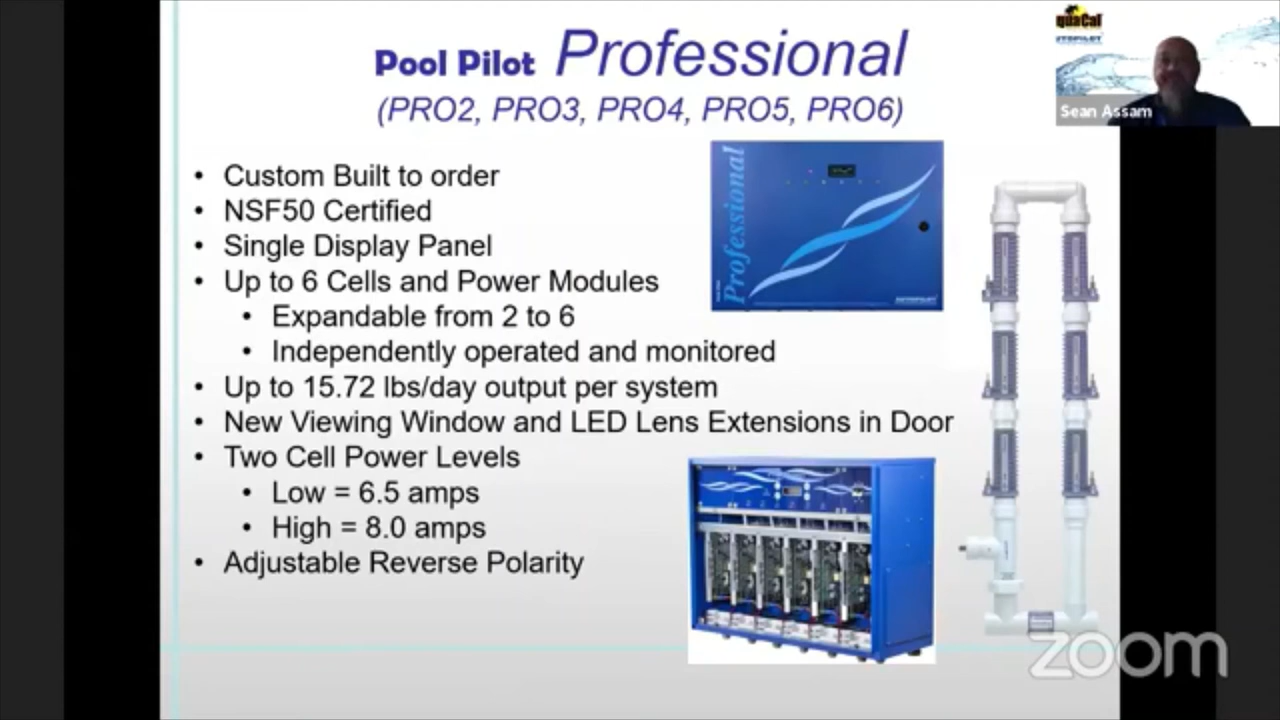 Pool Pilot Professional
(PRO2, PRO3, PRO4, PRO5, PRO6)
• Custom Built to order
• NSF50 Certified
• Single Display Panel
• Up to 6 Cells and Power Modules
• Expandable from 2 to 6
• Independently operated and monitored
• Up to 15.72 lbs/day output per system
• New Viewing Window and LED Lens Extensions in Door
• Two Cell Power Levels
• Low = 6.5 amps
• High = 8.0 amps
• Adjustable Reverse Polarity
Professional
quaCal
UTOPILOT
Sean Assam
zoom